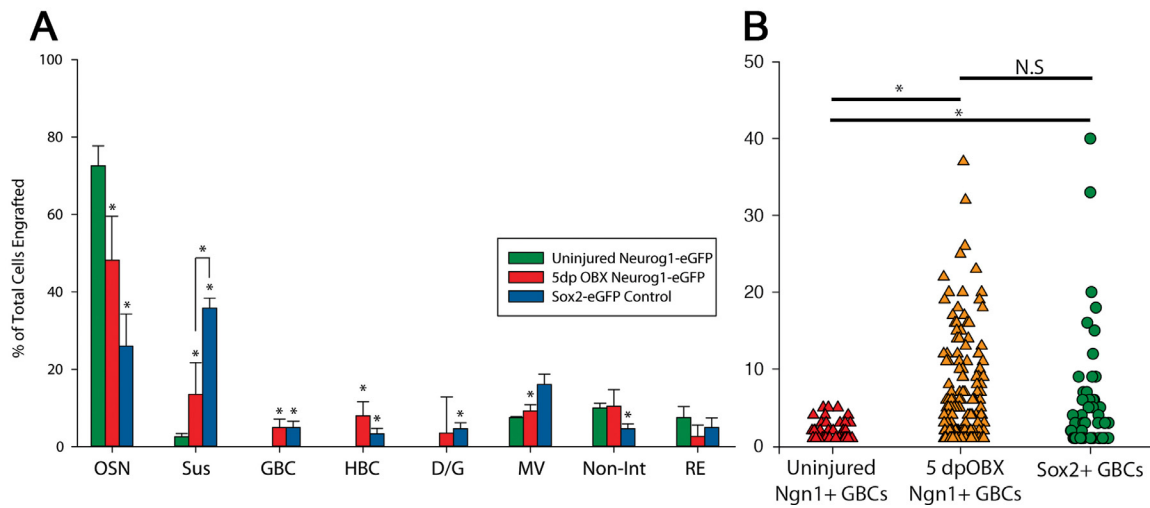 A
% of Total Cells Engrafted
100
80
60
40
20
0
* * * * * * * * * * * * *
Uninjured Neurog1-eGFP
5dp OBX Neurog1-eGFP
Sox2-eGFP Control
OSN Sus GBC HBC D/G MV Non-Int RE
B
50
40
30
20
10
0
N.S
*
*
Uninjured
Ngn1+ GBCs
5 dpOBX
Ngn1+ GBCs
Sox2+ GBCs